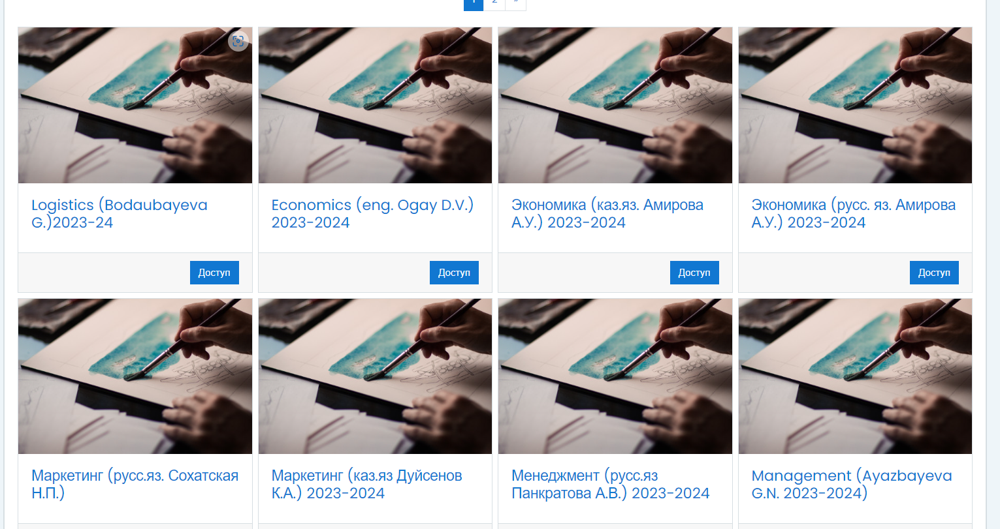 1 2 »
Logistics (Bodaubayeva
G.)2023-24
Economics (eng. Ogay D.V.)
2023-2024
Экономика (каз.яз. Амирова
А.У.) 2023-2024
Экономика (русс. яз. Амирова
А.У.) 2023-2024
Доступ
Доступ
Доступ
Доступ
Маркетинг (русс.яз. Сохатская
Н.П.)
Маркетинг (каз.яз Дуйсенов
К.А.) 2023-2024
Менеджмент (русс.яз
Панкратова А.В.) 2023-2024
Management (Ayazbayeva
G.N. 2023-2024)